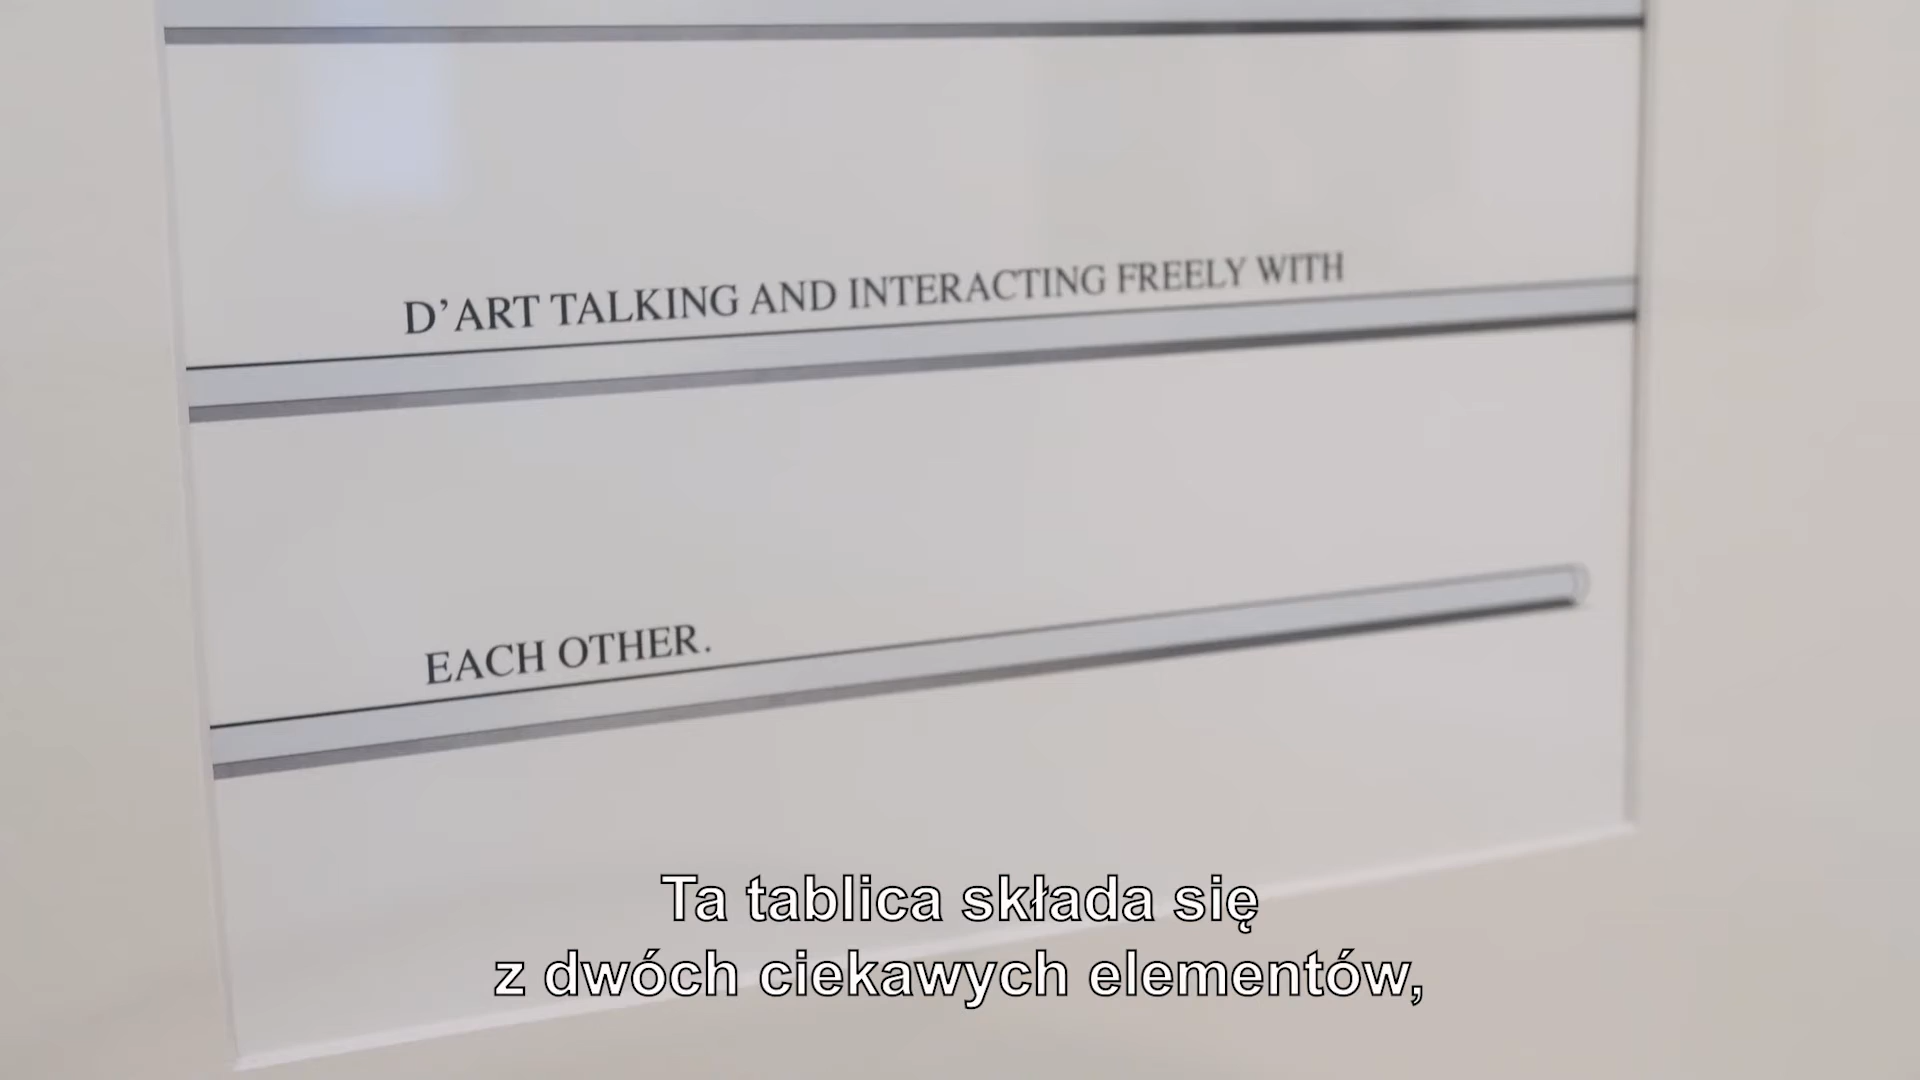 D’ART TALKING AND INTERACTING FREELY WITH
EACH OTHER.
Ta tablica składa się
z dwóch ciekawych elementów,